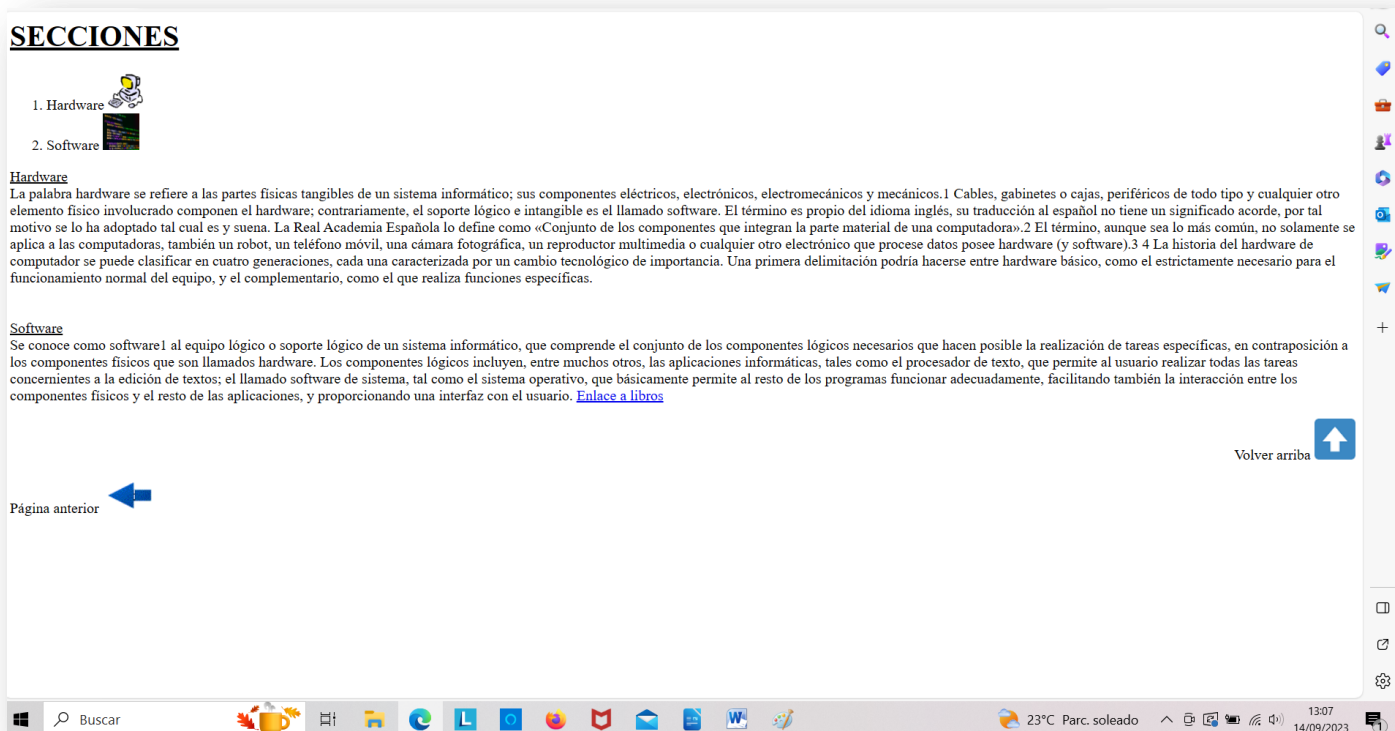 SECCIONES
1. Hardware
2. Software
Hardware
La palabra hardware se refiere a las partes físicas tangibles de un sistema informático; sus componentes eléctricos, electrónicos, electromecánicos y mecánicos.1 Cables, gabinetes o cajas, periféricos de todo tipo y cualquier otro
elemento físico involucrado componen el hardware; contrariamente, el soporte lógico e intangible es el llamado software. El término es propio del idioma inglés, su traducción al español no tiene un significado acorde, por tal
motivo se lo ha adoptado tal cual es y suena. La Real Academia Española lo define como «Conjunto de los componentes que integran la parte material de una computadora».2 El término, aunque sea lo más común, no solamente se
aplica a las computadoras, también un robot, un teléfono móvil, una cámara fotográfica, un reproductor multimedia o cualquier otro electrónico que procese datos posee hardware (y software).3 4 La historia del hardware de
computador se puede clasificar en cuatro generaciones, cada una caracterizada por un cambio tecnológico de importancia. Una primera delimitación podría hacerse entre hardware básico, como el estrictamente necesario para el
funcionamiento normal del equipo, y el complementario, como el que realiza funciones específicas.
Software
Se conoce como software1 al equipo lógico o soporte lógico de un sistema informático, que comprende el conjunto de los componentes lógicos necesarios que hacen posible la realización de tareas específicas, en contraposición a
los componentes físicos que son llamados hardware. Los componentes lógicos incluyen, entre muchos otros, las aplicaciones informáticas, tales como el procesador de texto, que permite al usuario realizar todas las tareas
concernientes a la edición de textos; el llamado software de sistema, tal como el sistema operativo, que básicamente permite al resto de los programas funcionar adecuadamente, facilitando también la interacción entre los
componentes físicos y el resto de las aplicaciones, y proporcionando una interfaz con el usuario. Enlace a libros
Volver arriba
Página anterior
Buscar
23°C Parc. soleado
13:07
14/09/2023